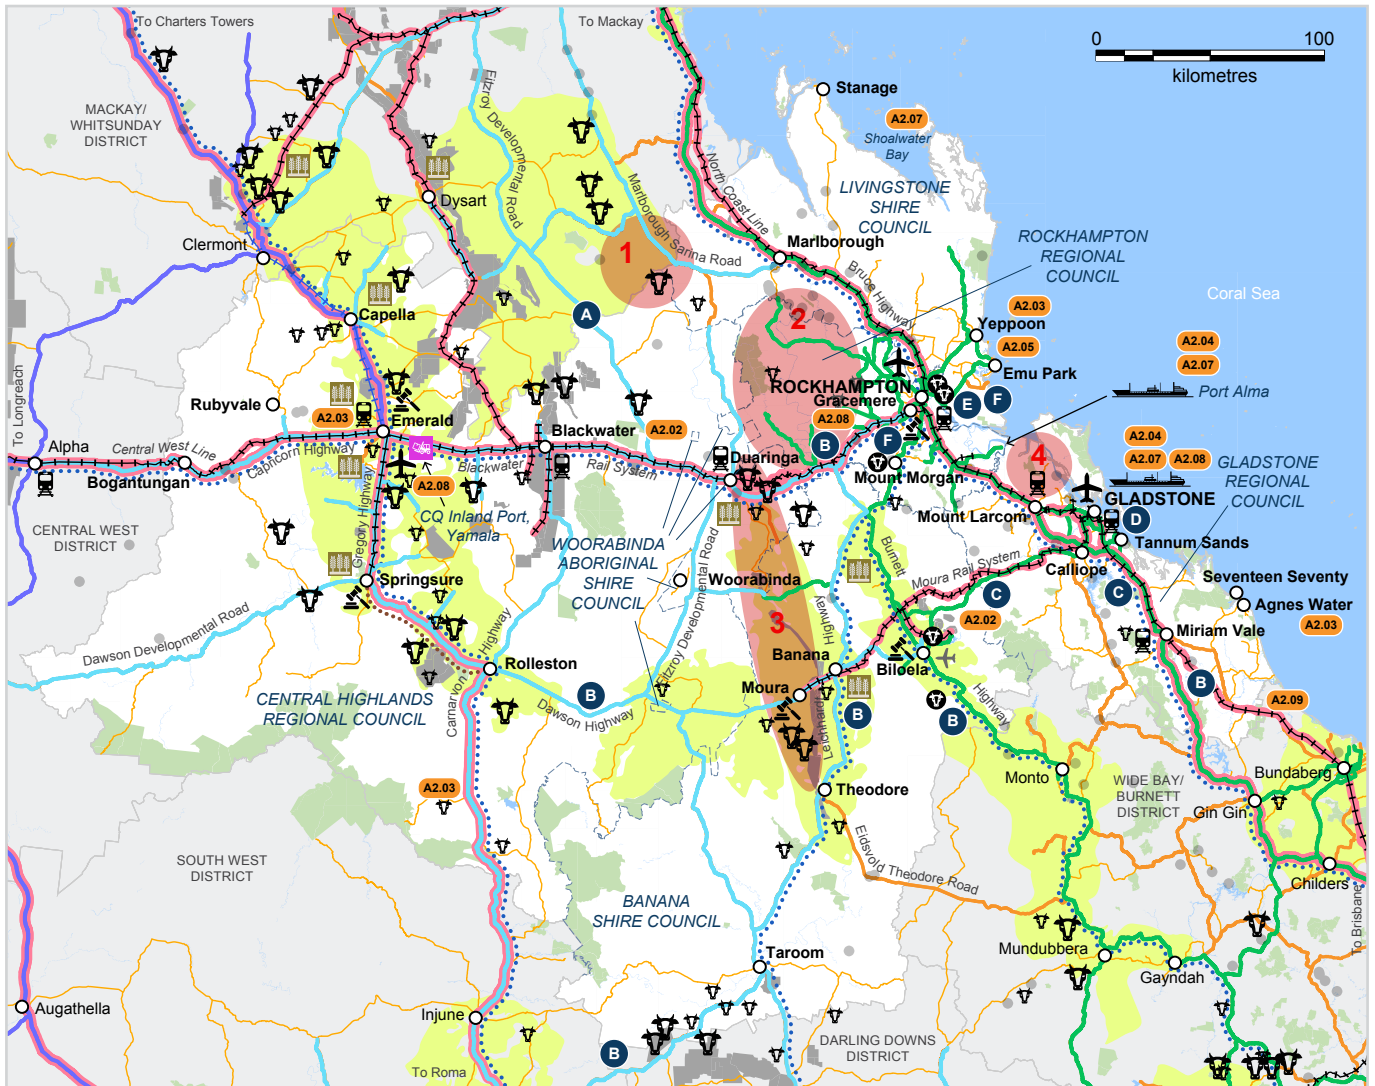 To Charters Towers
To Mackay
0
100
kilometres
Stanage
A2.07
Shoalwater
Bay
MACKAY/
WHITSUNDAY
DISTRICT
Fitzroy Developmental Road
North Coast Line
LIVINGSTONE
SHIRE
COUNCIL
Dysart
Marlborough Sarina Road
Marlborough
ROCKHAMPTON
REGIONAL
COUNCIL
Clermont
1
Bruce Highway
Coral Sea
A2.03
Capella
A
2
Yeppoon
A2.04
A2.05
A2.07
Emu Park
Port Alma
To Longreach
Rubyvale
ROCKHAMPTON
Gracemere
E
F
A2.03
Emerald
A2.08
A2.02
Blackwater
B
F
A2.04
Alpha
Central West Line
Capricorn Highway
Blackwater
Rail System
Duaringa
4
A2.07
A2.08
GLADSTONE
REGIONAL
COUNCIL
Bogantungan
Mount Morgan
A2.08
GLADSTONE
CQ Inland Port,
Yamala
Mount Larcom
D
CENTRAL WEST
DISTRICT
Gregory Highway
WOORABINDA
ABORIGINAL
SHIRE
COUNCIL
Burnett
Tannum Sands
Moura Rail System
Calliope
Springsure
Woorabinda
Seventeen Seventy
C
C
Agnes Water
Dawson Developmental Road
Highway
Fitzroy Developmental Road
3
Highway
A2.02
A2.03
Miriam Vale
Rolleston
Banana
Biloela
CENTRAL HIGHLANDS
REGIONAL COUNCIL
Carnarvon
B
Moura
B
Dawson Highway
Leichhardt
B
Highway
B
A2.09
A2.03
Theodore
Monto
WIDE BAY/
BURNETT
DISTRICT
Bundaberg
Gin Gin
SOUTH WEST
DISTRICT
Eidsvold Theodore Road
Childers
BANANA
SHIRE COUNCIL
To Brisbane
Mundubbera
Taroom
Gayndah
Augathella
Injune
B
DARLING DOWNS
DISTRICT
To Roma